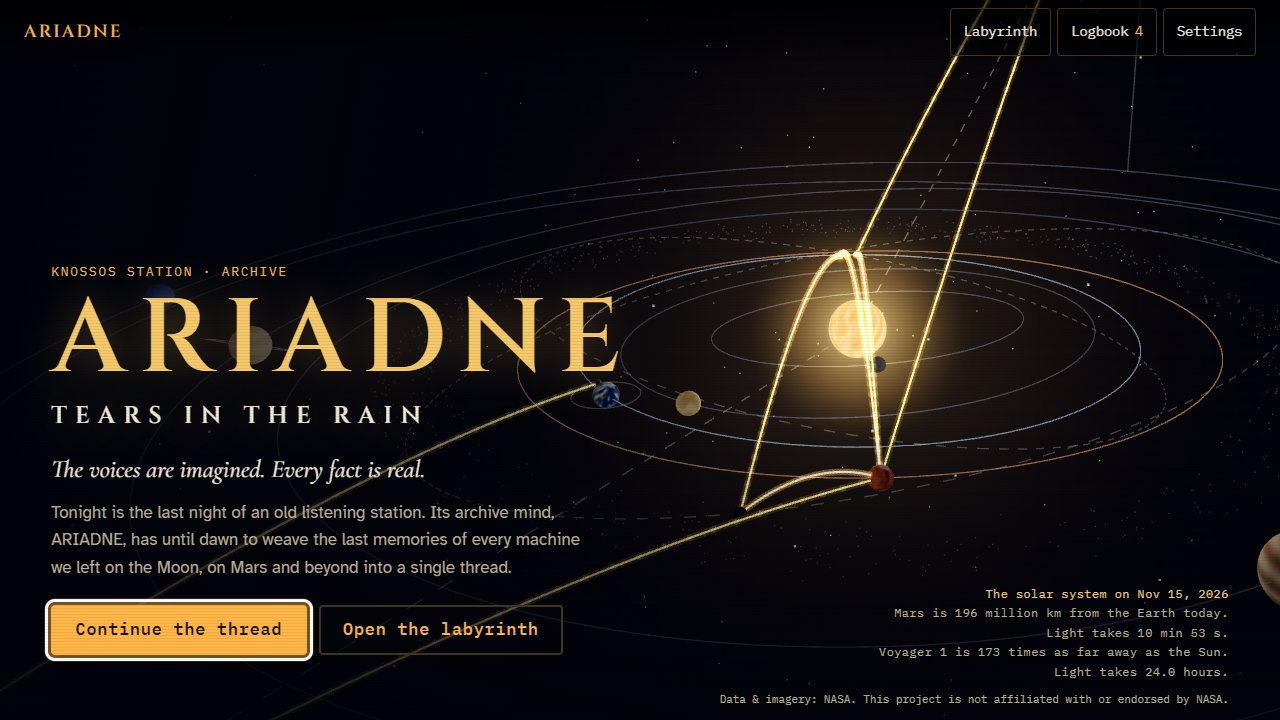 ARIADNE
Labyrinth
Logbook 4
Settings
KNOSSOS STATION · ARCHIVE
ARIADNE
TEARS IN THE RAIN
The voices are imagined. Every fact is real.
Tonight is the last night of an old listening station. Its archive mind,
ARIADNE, has until dawn to weave the last memories of every machine
we left on the Moon, on Mars and beyond into a single thread.
Continue the thread
Open the labyrinth
The solar system on Nov 15, 2026
Mars is 196 million km from the Earth today.
Light takes 10 min 53 s.
Voyager 1 is 173 times as far away as the Sun.
Light takes 24.0 hours.
Data & imagery: NASA. This project is not affiliated with or endorsed by NASA.